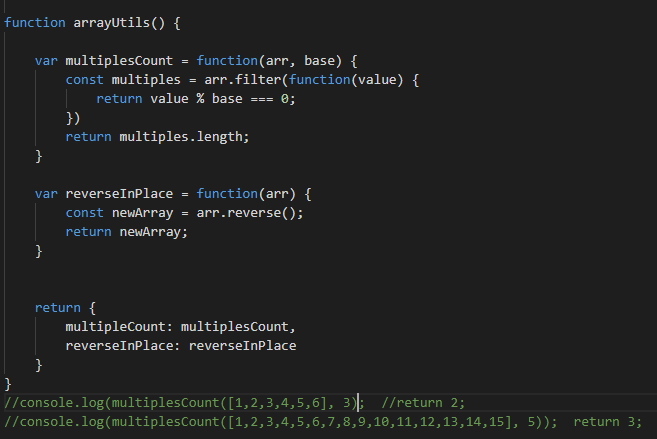 function arrayUtils() {
var multiplesCount = function(arr, base) {
const multiples = arr.filter(function(value) {
return value % base === 0;
})
return multiples.length;
}
var reverseInPlace = function(arr) {
const newArray = arr.reverse();
return newArray;
}
return {
multipleCount: multiplesCount,
reverseInPlace: reverseInPlace
}
}
//console.log(multiplesCount([1,2,3,4,5,6], 3);  //return 2;
//console.log(multiplesCount([1,2,3,4,5,6,7,8,9,10,11,12,13,14,15], 5));  return 3;